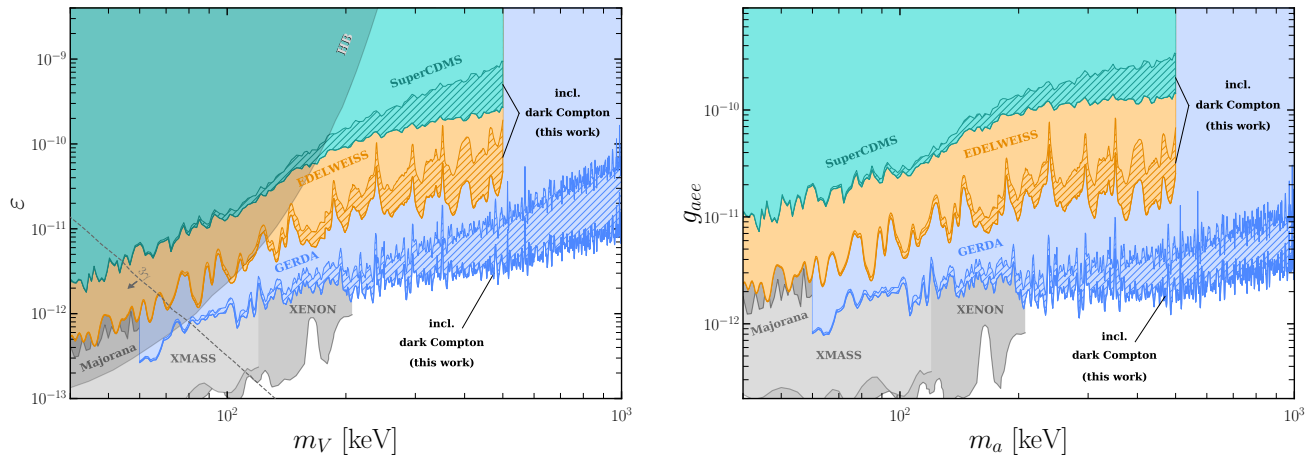 10⁻⁹
10⁻¹⁰
10⁻¹¹
10⁻¹²
10⁻¹³
ε
HB
SuperCDMS
EDELWEISS
GERDA
XENON
XMASS
Majorana
3γ
incl.
dark Compton
(this work)
incl.
dark Compton
(this work)
10²
10³
m_V [keV]
10⁻¹⁰
10⁻¹¹
10⁻¹²
g_aee
SuperCDMS
EDELWEISS
GERDA
XENON
XMASS
Majorana
incl.
dark Compton
(this work)
incl.
dark Compton
(this work)
10²
10³
m_a [keV]